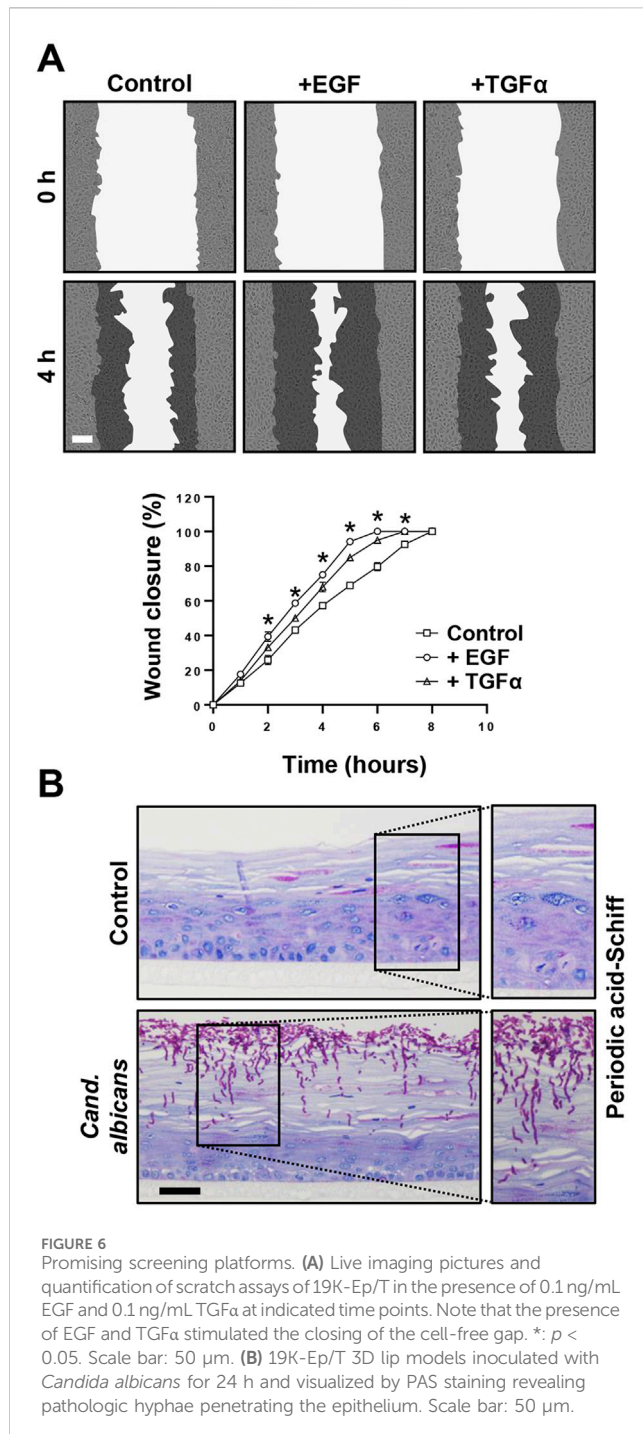 A
Control +EGF +TGFα
0 h
4 h
Wound closure (%)
120
100
80
60
40
20
0
* * * * * *
Control
+ EGF
+ TGFα
0 2 4 6 8 10
Time (hours)
B
Control
Cand.
albicans
Periodic acid-Schiff
FIGURE 6
Promising screening platforms. (A) Live imaging pictures and
quantification of scratch assays of 19K-Ep/T in the presence of 0.1 ng/mL
EGF and 0.1 ng/mL TGFα at indicated time points. Note that the presence
of EGF and TGFα stimulated the closing of the cell-free gap. *: p <
0.05. Scale bar: 50 µm. (B) 19K-Ep/T 3D lip models inoculated with
Candida albicans for 24 h and visualized by PAS staining revealing
pathologic hyphae penetrating the epithelium. Scale bar: 50 µm.